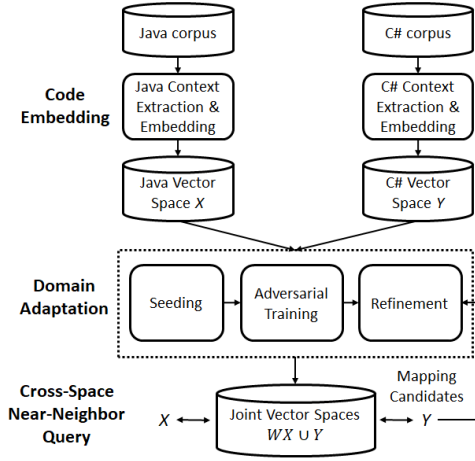 Java corpus
C# corpus
Code
Embedding
Java Context
Extraction &
Embedding
C# Context
Extraction &
Embedding
Java Vector
Space X
C# Vector
Space Y
Domain
Adaptation
Seeding
Adversarial
Training
Refinement
Cross-Space
Near-Neighbor
Query
X
Joint Vector Spaces
WX ∪ Y
Mapping
Candidates
Y